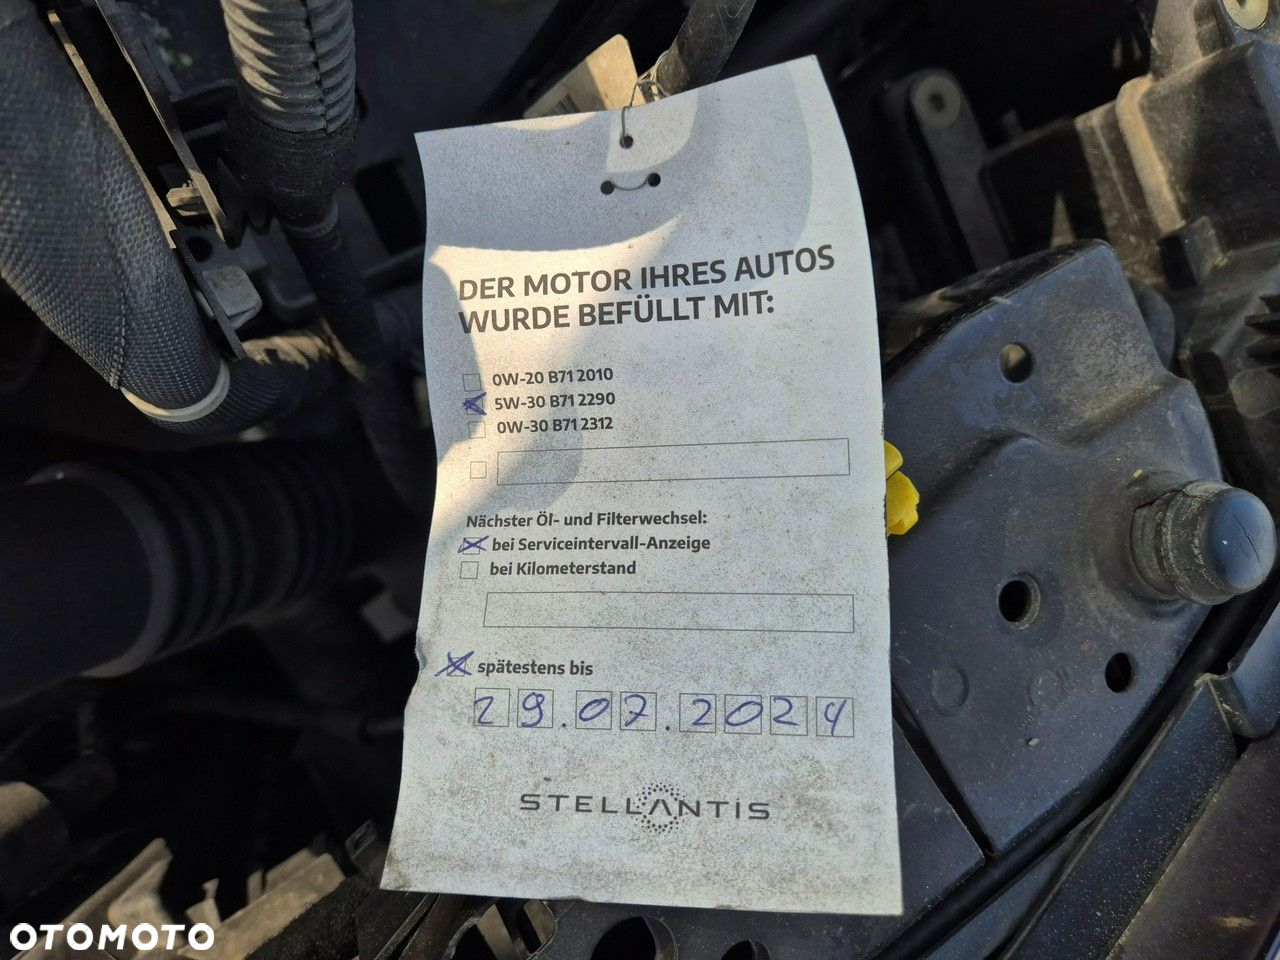 DER MOTOR IHRES AUTOS
WURDE BEFÜLLT MIT:
0W-20 B71 2010
5W-30 B71 2290
0W-30 B71 2312
Nächster Öl- und Filterwechsel:
bei Serviceintervall-Anzeige
bei Kilometerstand
spätestens bis
29.07.2024
STELLANTIS
OTOMOTO